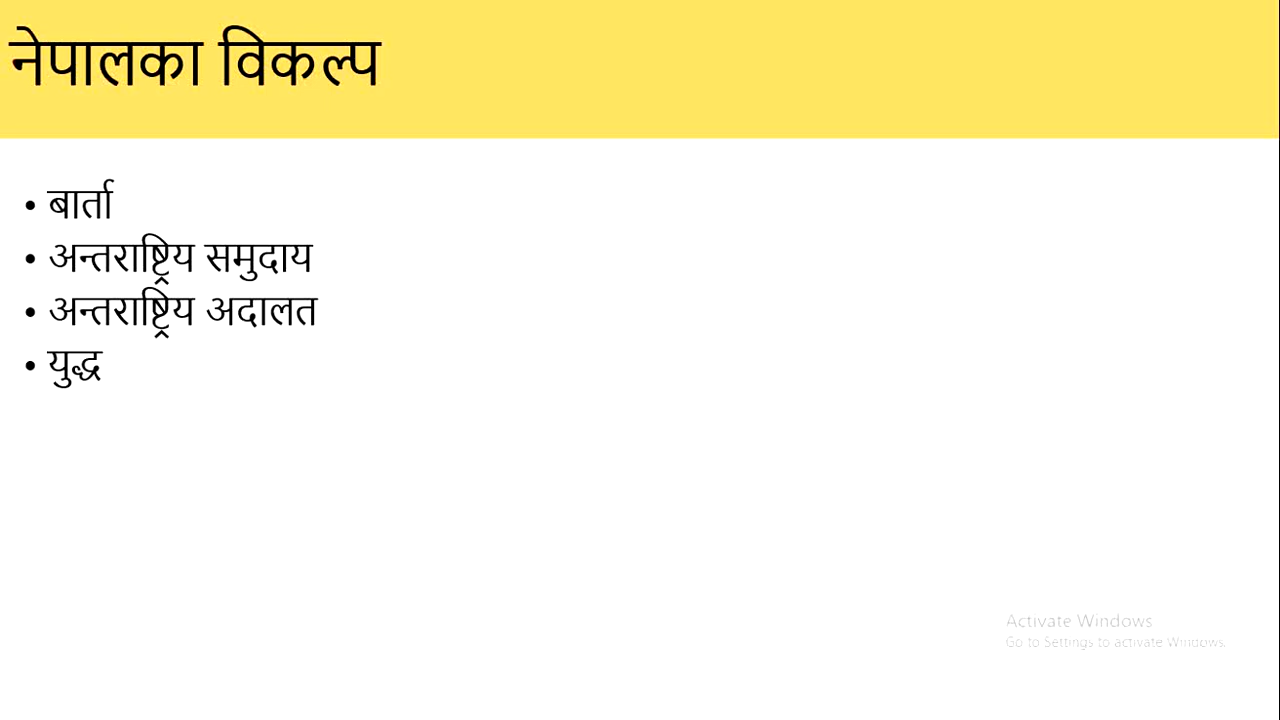 नेपालका विकल्प
• बार्ता
• अन्तराष्ट्रिय समुदाय
• अन्तराष्ट्रिय अदालत
• युद्ध
Activate Windows
Go to Settings to activate Windows.